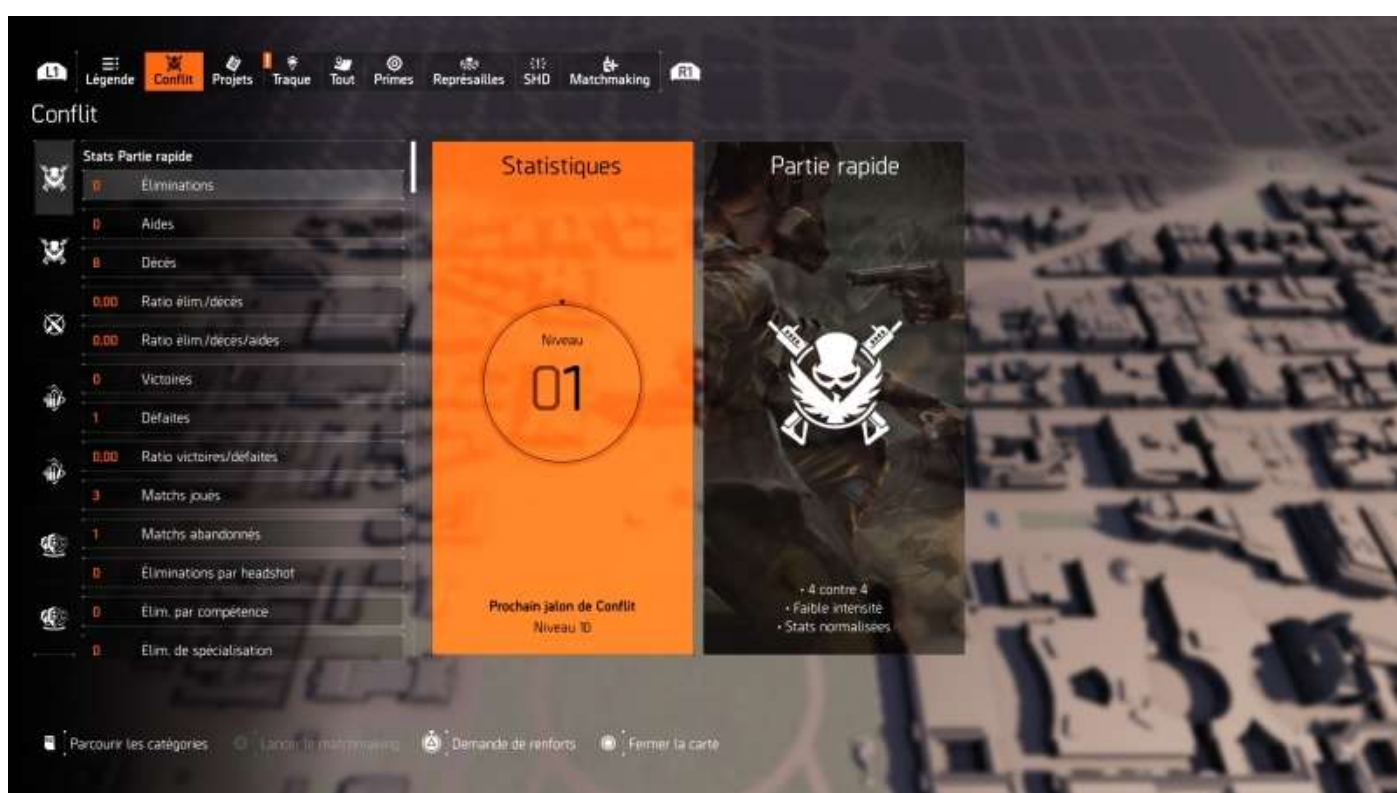 L1 Légende Conflit Projets Traque Tout Primes Représailles SHD Matchmaking R1
Conflit
Stats Partie rapide
0 Éliminations
0 Aides
8 Décès
0,00 Ratio élim./décès
0,00 Ratio élim./décès/aides
0 Victoires
1 Défaites
0,00 Ratio victoires/défaites
3 Matchs joués
1 Matchs abandonnés
0 Éliminations par headshot
0 Élim. par compétence
0 Élim. de spécialisation
Statistiques
Niveau
01
Prochain jalon de Conflit
Niveau 10
Partie rapide
• 4 contre 4
• Faible intensité
• Stats normalisées
Parcourir les catégories Lancer le matchmaking Demande de renforts Fermer la carte